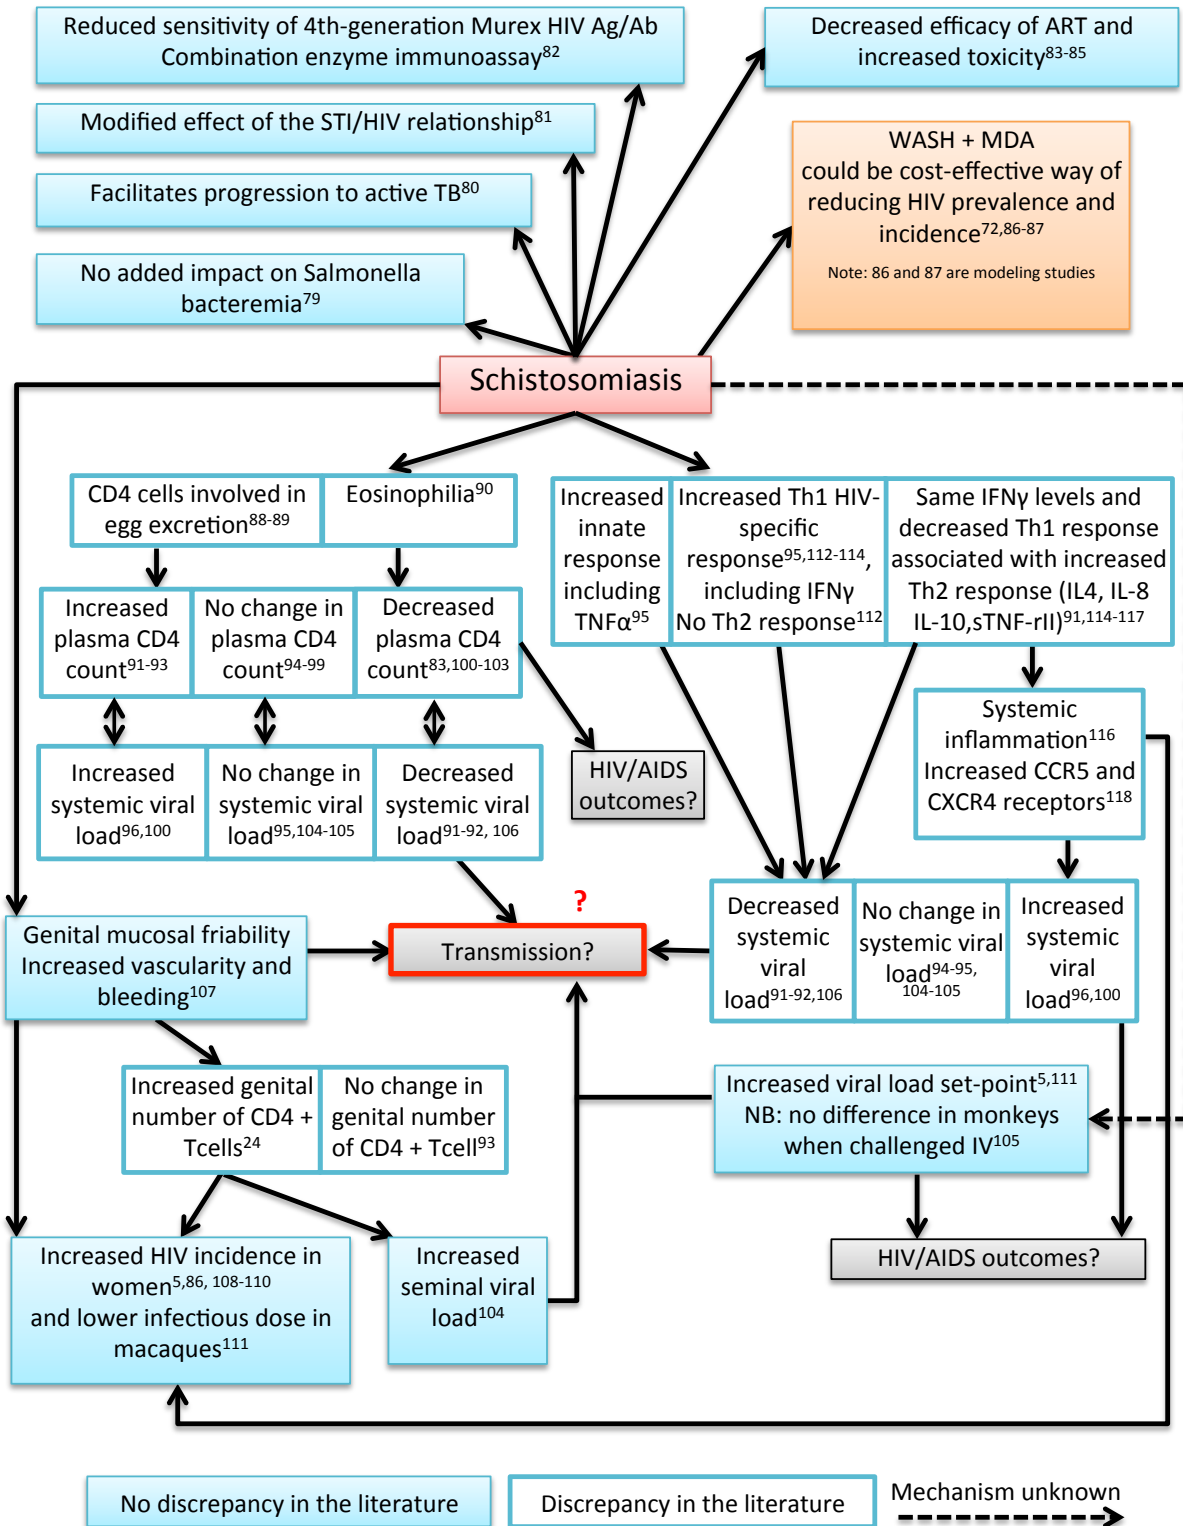 Reduced sensitivity of 4th-generation Murex HIV Ag/Ab
Combination enzyme immunoassay82
Decreased efficacy of ART and
increased toxicity83-85
Modified effect of the STI/HIV relationship81
WASH + MDA
could be cost-effective way of
reducing HIV prevalence and
incidence72,86-87
Note: 86 and 87 are modeling studies
Facilitates progression to active TB80
No added impact on Salmonella
bacteremia79
Schistosomiasis
CD4 cells involved in
egg excretion88-89
Eosinophilia90
Increased
innate
response
including
TNFα95
Increased Th1 HIV-
specific
response95,112-114,
including IFNγ
No Th2 response112
Same IFNγ levels and
decreased Th1 response
associated with increased
Th2 response (IL4, IL-8
IL-10,sTNF-rII)91,114-117
Increased
plasma CD4
count91-93
No change in
plasma CD4
count94-99
Decreased
plasma CD4
count83,100-103
Systemic
inflammation116
Increased CCR5 and
CXCR4 receptors118
Increased
systemic viral
load96,100
No change in
systemic viral
load95,104-105
Decreased
systemic viral
load91-92, 106
HIV/AIDS
outcomes?
?
Transmission?
Decreased
systemic
viral
load91-92,106
No change in
systemic viral
load94-95,
104-105
Increased
systemic
viral
load96,100
Genital mucosal friability
Increased vascularity and
bleeding107
Increased genital
number of CD4 +
Tcells24
No change in
genital number
of CD4 + Tcell93
Increased viral load set-point5,111
NB: no difference in monkeys
when challenged IV105
Increased HIV incidence in
women5,86, 108-110
and lower infectious dose in
macaques111
Increased
seminal viral
load104
HIV/AIDS outcomes?
No discrepancy in the literature
Discrepancy in the literature
Mechanism unknown